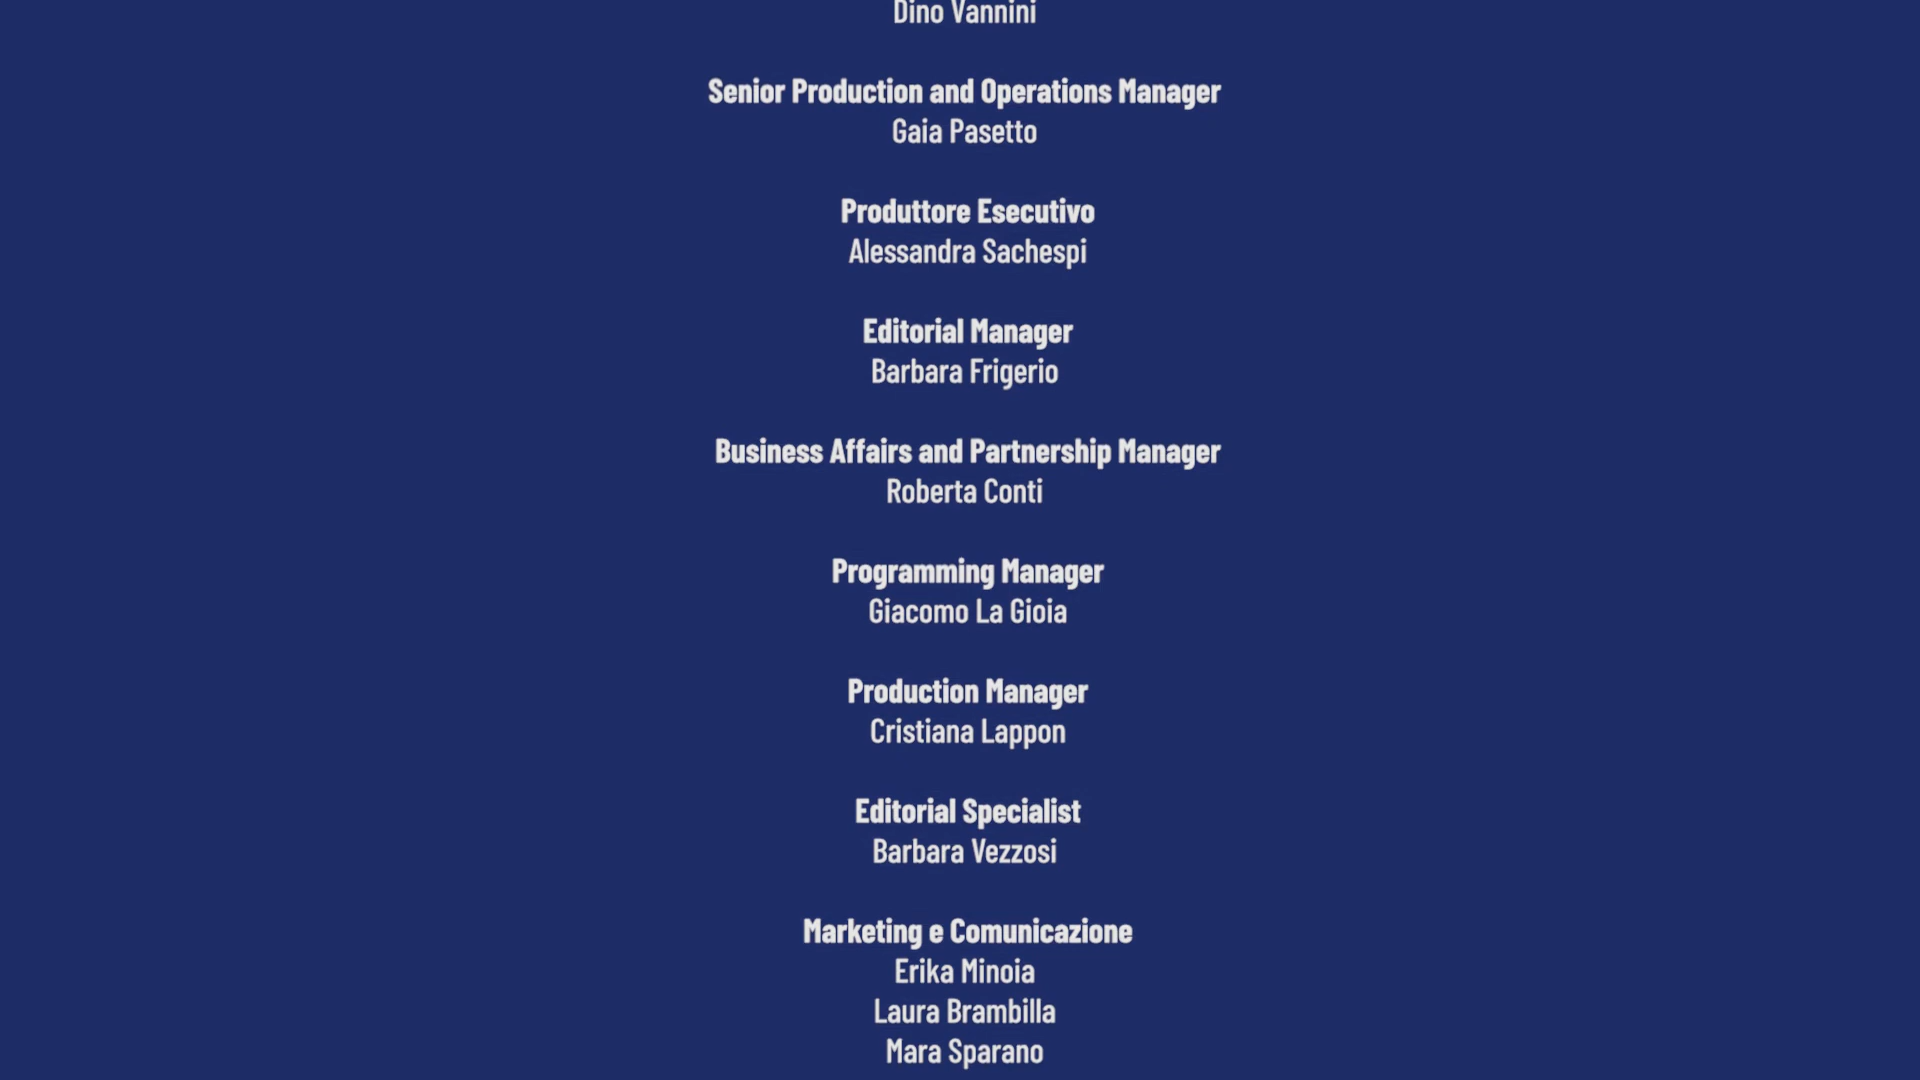 Dino Vannini
Senior Production and Operations Manager
Gaia Pasetto
Produttore Esecutivo
Alessandra Sachespi
Editorial Manager
Barbara Frigerio
Business Affairs and Partnership Manager
Roberta Conti
Programming Manager
Giacomo La Gioia
Production Manager
Cristiana Lappon
Editorial Specialist
Barbara Vezzosi
Marketing e Comunicazione
Erika Minoia
Laura Brambilla
Mara Sparano